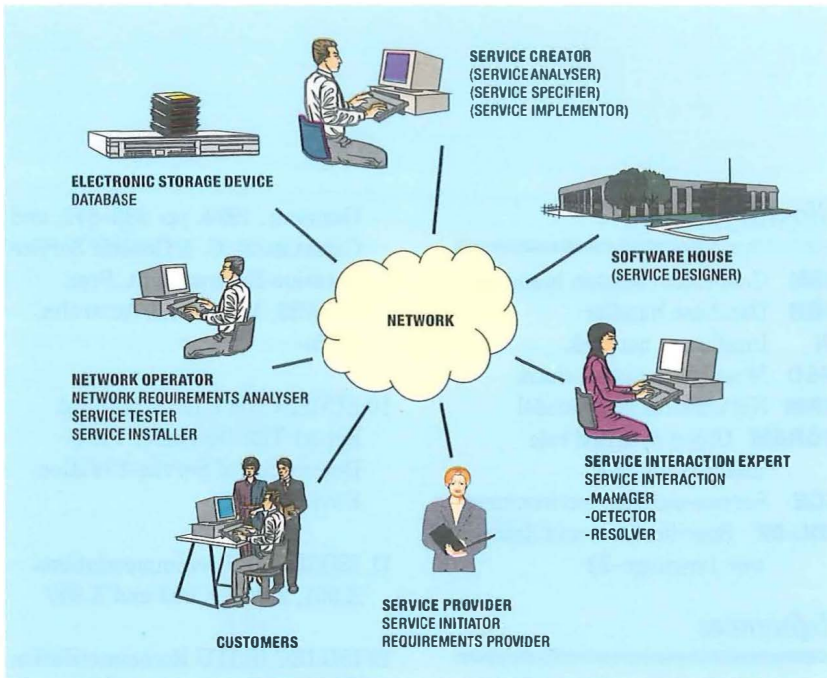 SERVICE CREATOR
(SERVICE ANALYSER)
(SERVICE SPECIFIER)
(SERVICE IMPLEMENTOR)
ELECTRONIC STORAGE DEVICE
DATABASE
SOFTWARE HOUSE
(SERVICE DESIGNER)
NETWORK
NETWORK OPERATOR
NETWORK REQUIREMENTS ANALYSER
SERVICE TESTER
SERVICE INSTALLER
SERVICE INTERACTION EXPERT
SERVICE INTERACTION
-MANAGER
-DETECTOR
-RESOLVER
SERVICE PROVIDER
SERVICE INITIATOR
REQUIREMENTS PROVIDER
CUSTOMERS